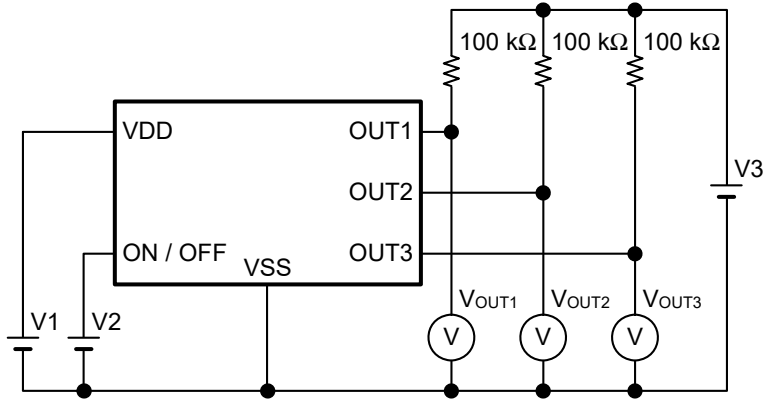 100 kΩ 100 kΩ 100 kΩ
VDD OUT1
V3
OUT2
ON / OFF OUT3
VSS
VOUT1 VOUT2 VOUT3
V1 V2
V V V